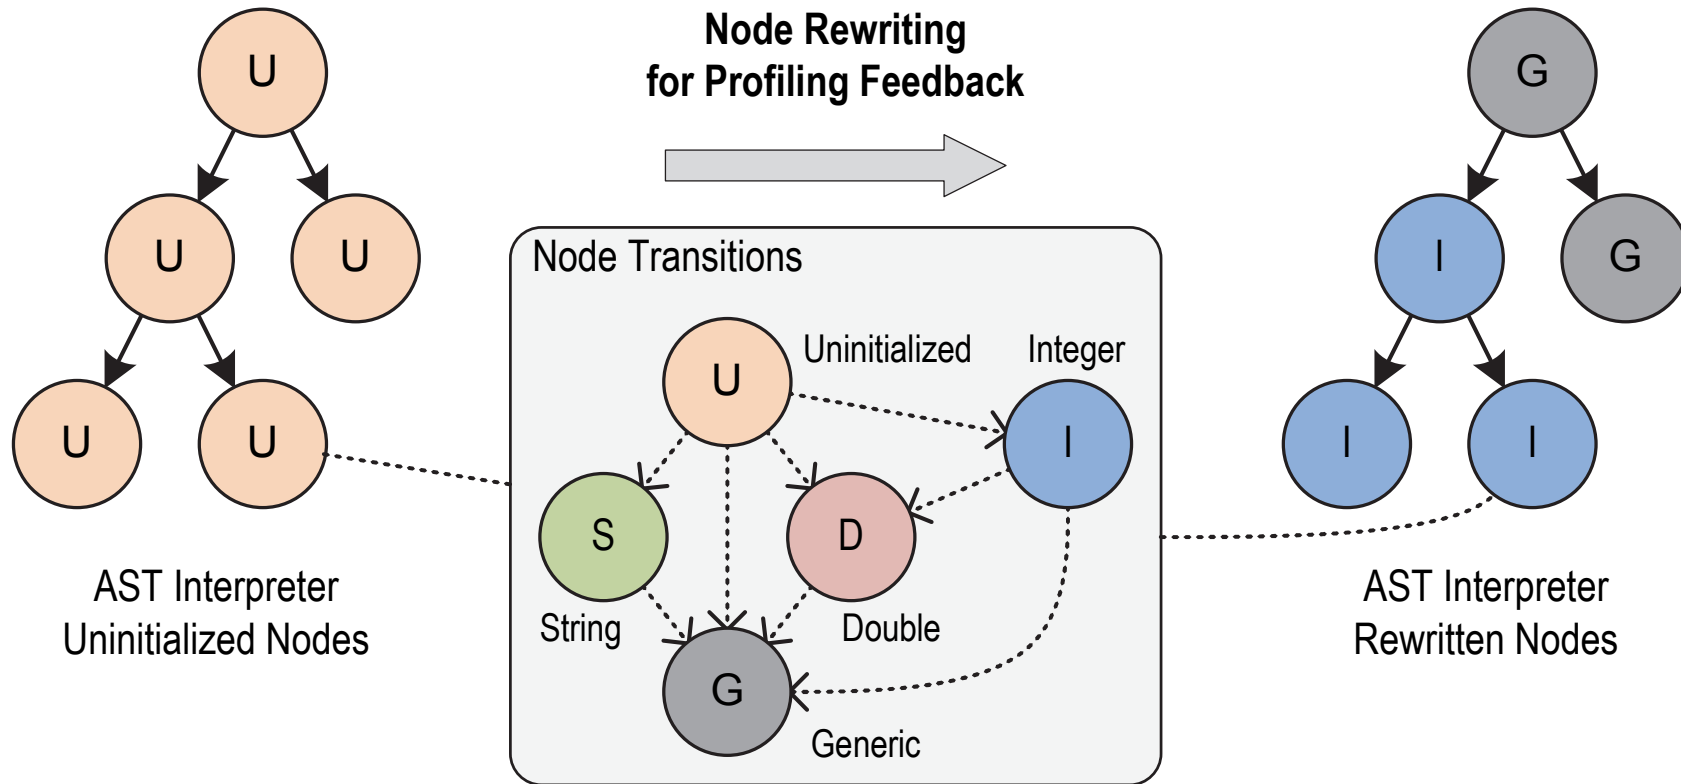 Node Rewriting
for Profiling Feedback
U
U
U
U
U
AST Interpreter
Uninitialized Nodes
Node Transitions
U
Uninitialized
Integer
I
S
D
String
Double
G
Generic
G
I
G
I
I
AST Interpreter
Rewritten Nodes